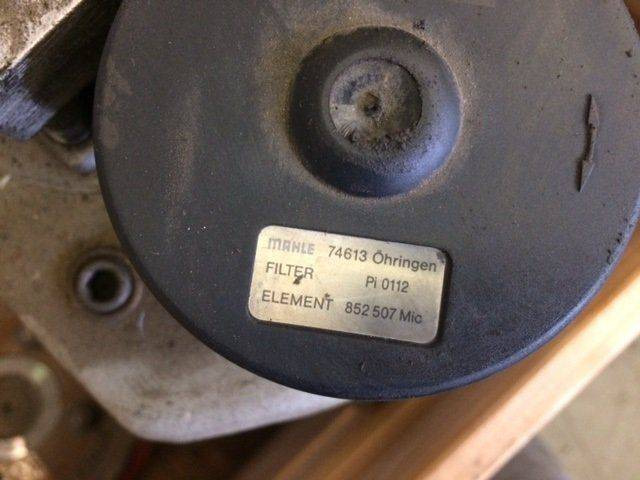 MAHLE 74613 Öhringen
FILTER Pi 0112
ELEMENT 852 507 Mic